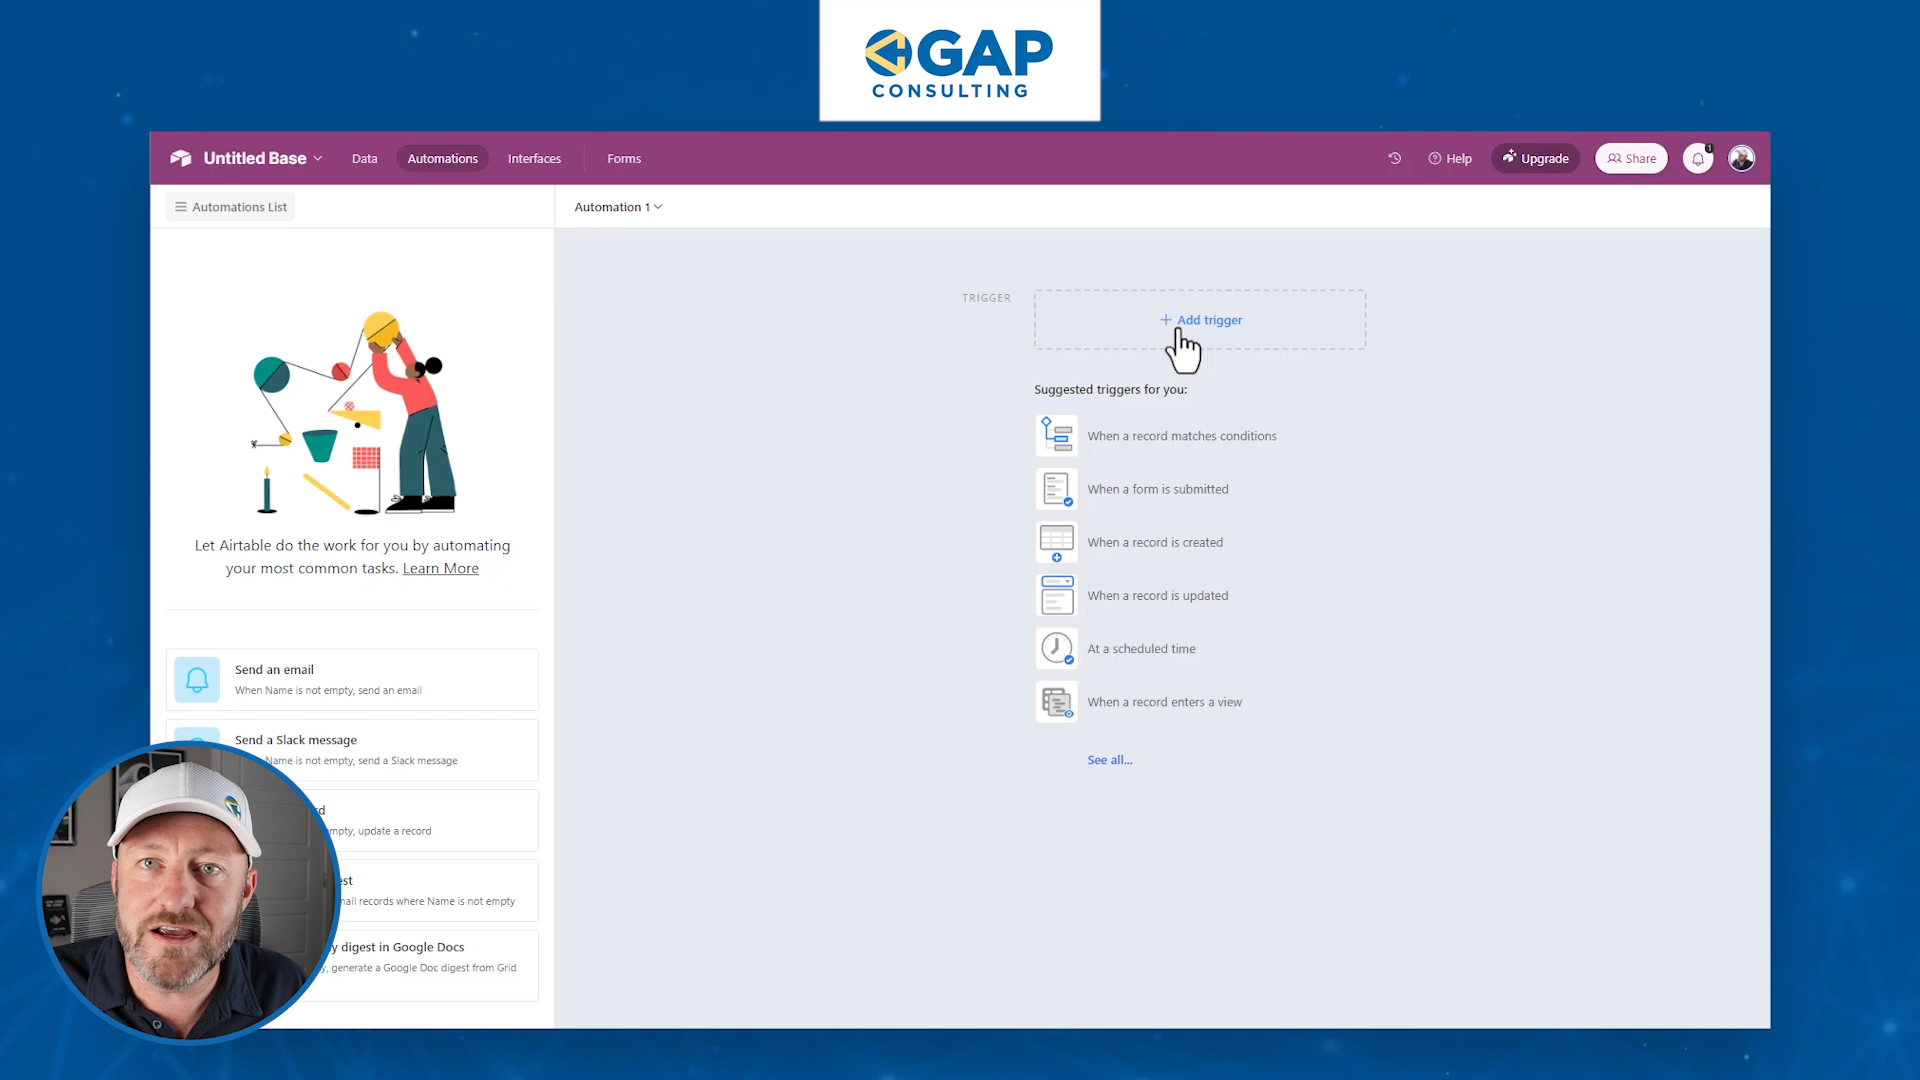 GAP
CONSULTING
Untitled Base
Data
Automations
Interfaces
Forms
Help
Upgrade
Share
1
Automations List
Automation 1
TRIGGER
+ Add trigger
Suggested triggers for you:
When a record matches conditions
When a form is submitted
When a record is created
When a record is updated
At a scheduled time
When a record enters a view
See all...
Let Airtable do the work for you by automating
your most common tasks. Learn More
Send an email
When Name is not empty, send an email
Send a Slack message
Name is not empty, send a Slack message
empty, update a record
records where Name is not empty
digest in Google Docs
generate a Google Doc digest from Grid